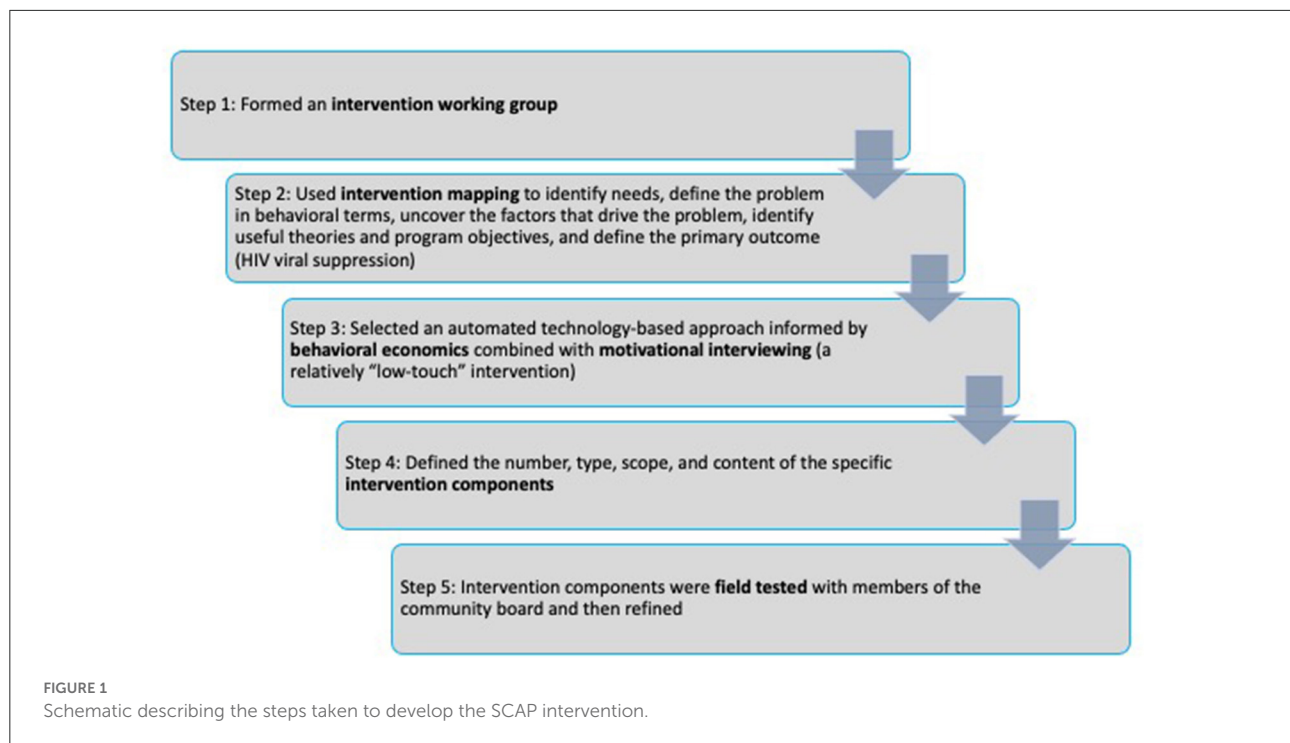 Step 1: Formed an intervention working group
Step 2: Used intervention mapping to identify needs, define the problem
in behavioral terms, uncover the factors that drive the problem, identify
useful theories and program objectives, and define the primary outcome
(HIV viral suppression)
Step 3: Selected an automated technology-based approach informed by
behavioral economics combined with motivational interviewing (a
relatively “low-touch” intervention)
Step 4: Defined the number, type, scope, and content of the specific
intervention components
Step 5: Intervention components were field tested with members of the
community board and then refined
FIGURE 1
Schematic describing the steps taken to develop the SCAP intervention.